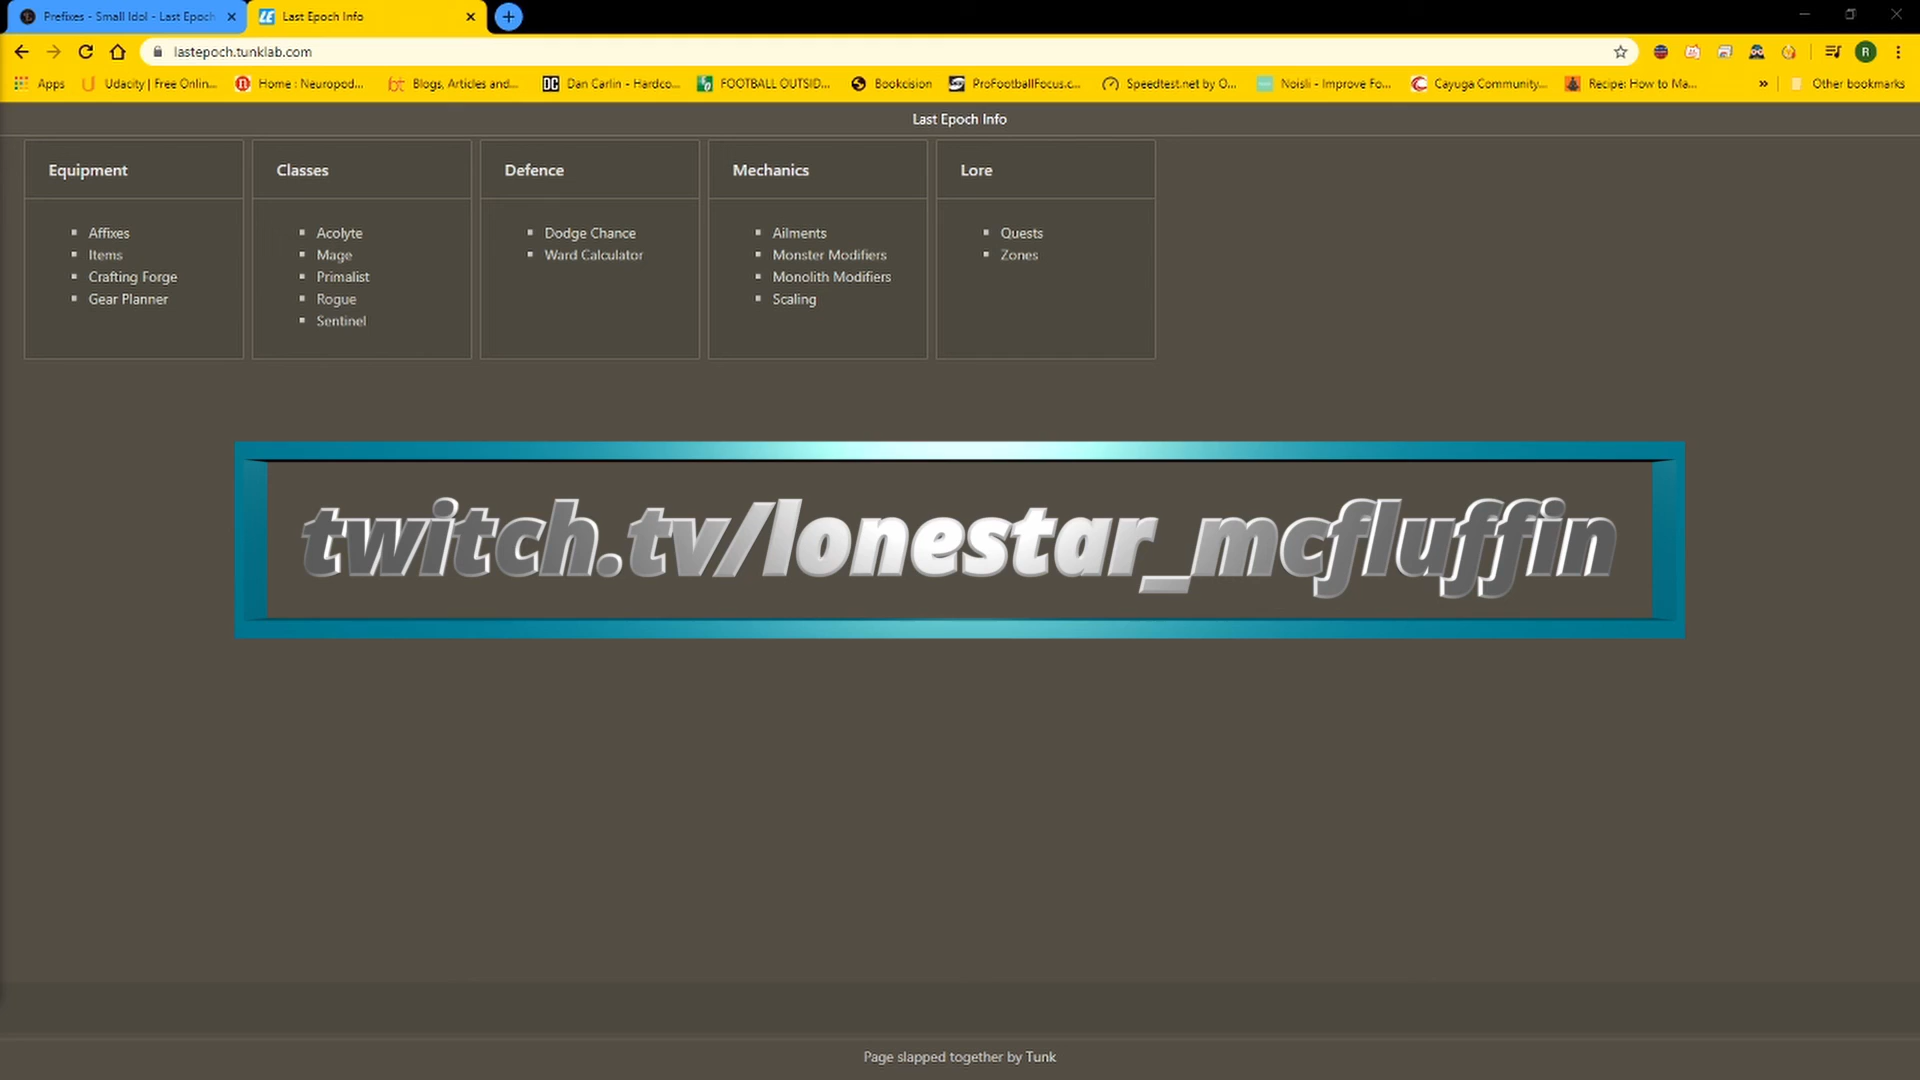 Prefixes - Small Idol - Last Epoch
Last Epoch Info
lastepoch.tunklab.com
R
Apps
Udacity | Free Onlin...
Home : Neuropod...
Blogs, Articles and...
Dan Carlin - Hardco...
FOOTBALL OUTSID...
Bookcision
ProFootballFocus.c...
Speedtest.net by O...
Noisli - Improve Fo...
Cayuga Community...
Recipe: How to Ma...
Other bookmarks
Last Epoch Info
Equipment
Affixes
Items
Crafting Forge
Gear Planner
Classes
Acolyte
Mage
Primalist
Rogue
Sentinel
Defence
Dodge Chance
Ward Calculator
Mechanics
Ailments
Monster Modifiers
Monolith Modifiers
Scaling
Lore
Quests
Zones
twitch.tv/lonestar_mcfluffin
Page slapped together by Tunk